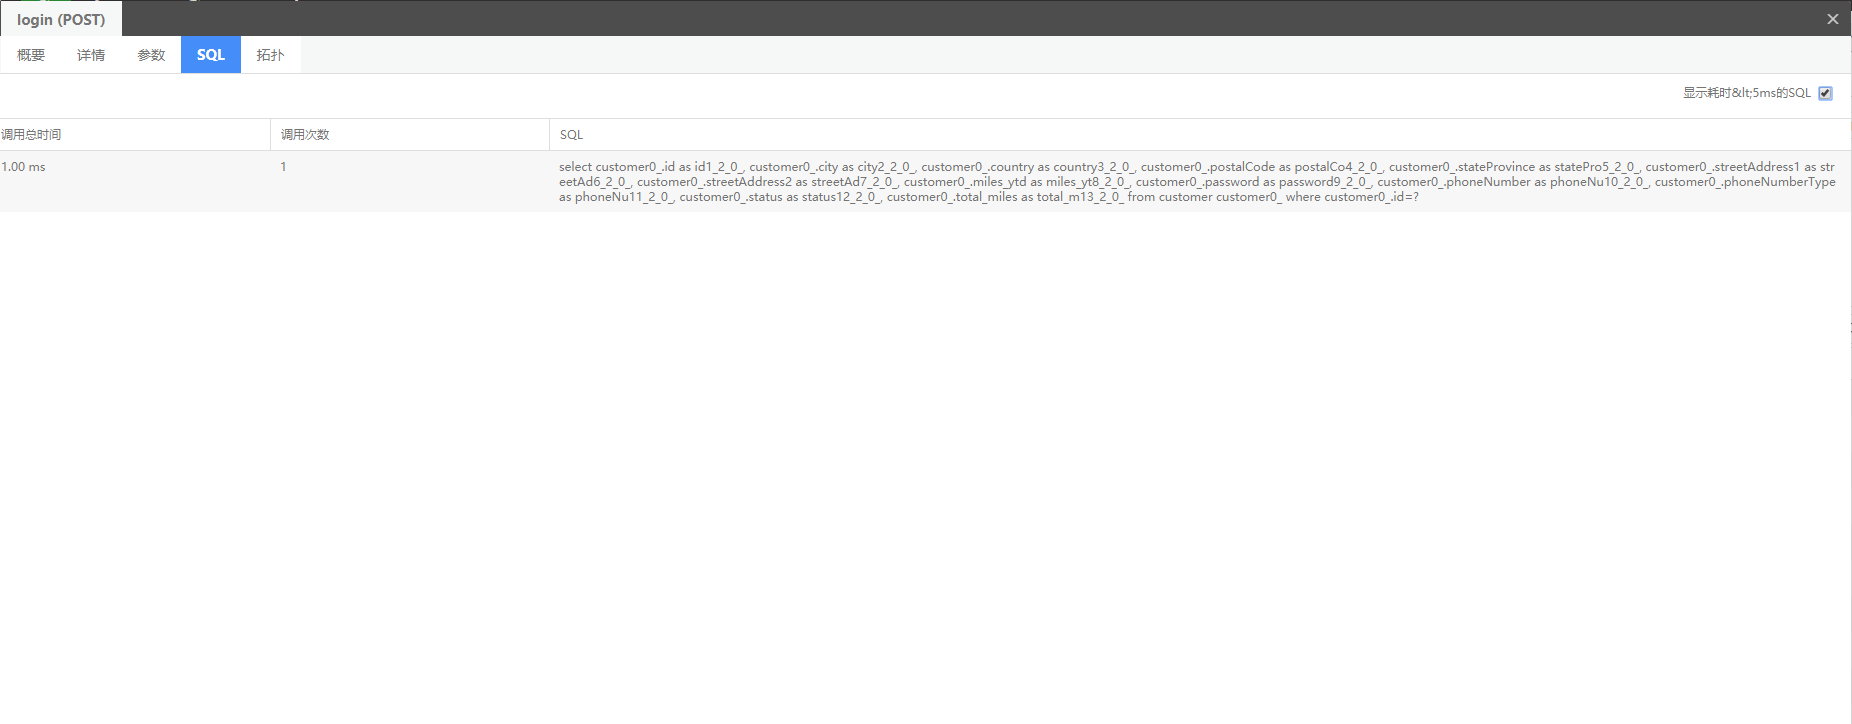 login (POST)
×
概要 详情 参数 SQL 拓扑
显示耗时&lt;5ms的SQL
调用总时间 调用次数 SQL
1.00 ms 1 select customer0_.id as id1_2_0_, customer0_.city as city2_2_0_, customer0_.country as country3_2_0_, customer0_.postalCode as postalCo4_2_0_, customer0_.stateProvince as statePro5_2_0_, customer0_.streetAddress1 as str
eetAd6_2_0_, customer0_.streetAddress2 as streetAd7_2_0_, customer0_.miles_ytd as miles_yt8_2_0_, customer0_.password as password9_2_0_, customer0_.phoneNumber as phoneNu10_2_0_, customer0_.phoneNumberType
as phoneNu11_2_0_, customer0_.status as status12_2_0_, customer0_.total_miles as total_m13_2_0_ from customer customer0_ where customer0_.id=?